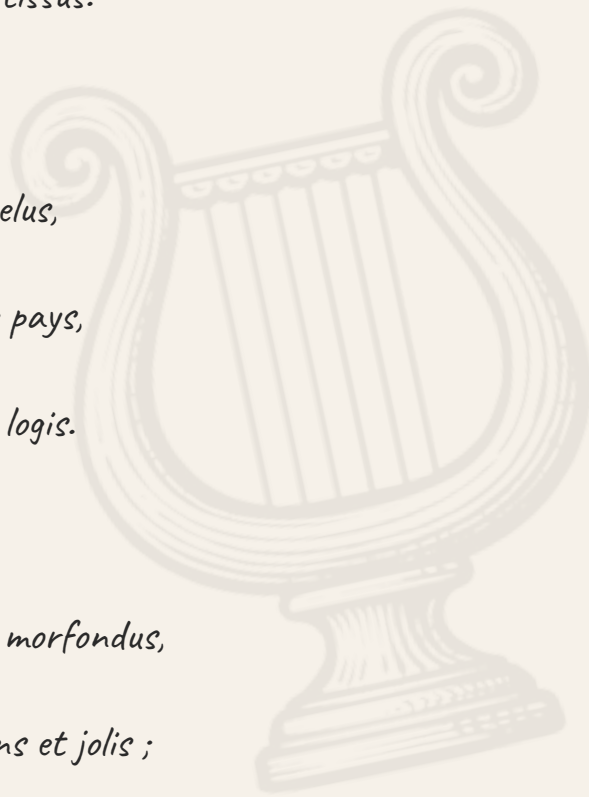 elus,
pays,
logis.
morfondus,
ns et jolis ;